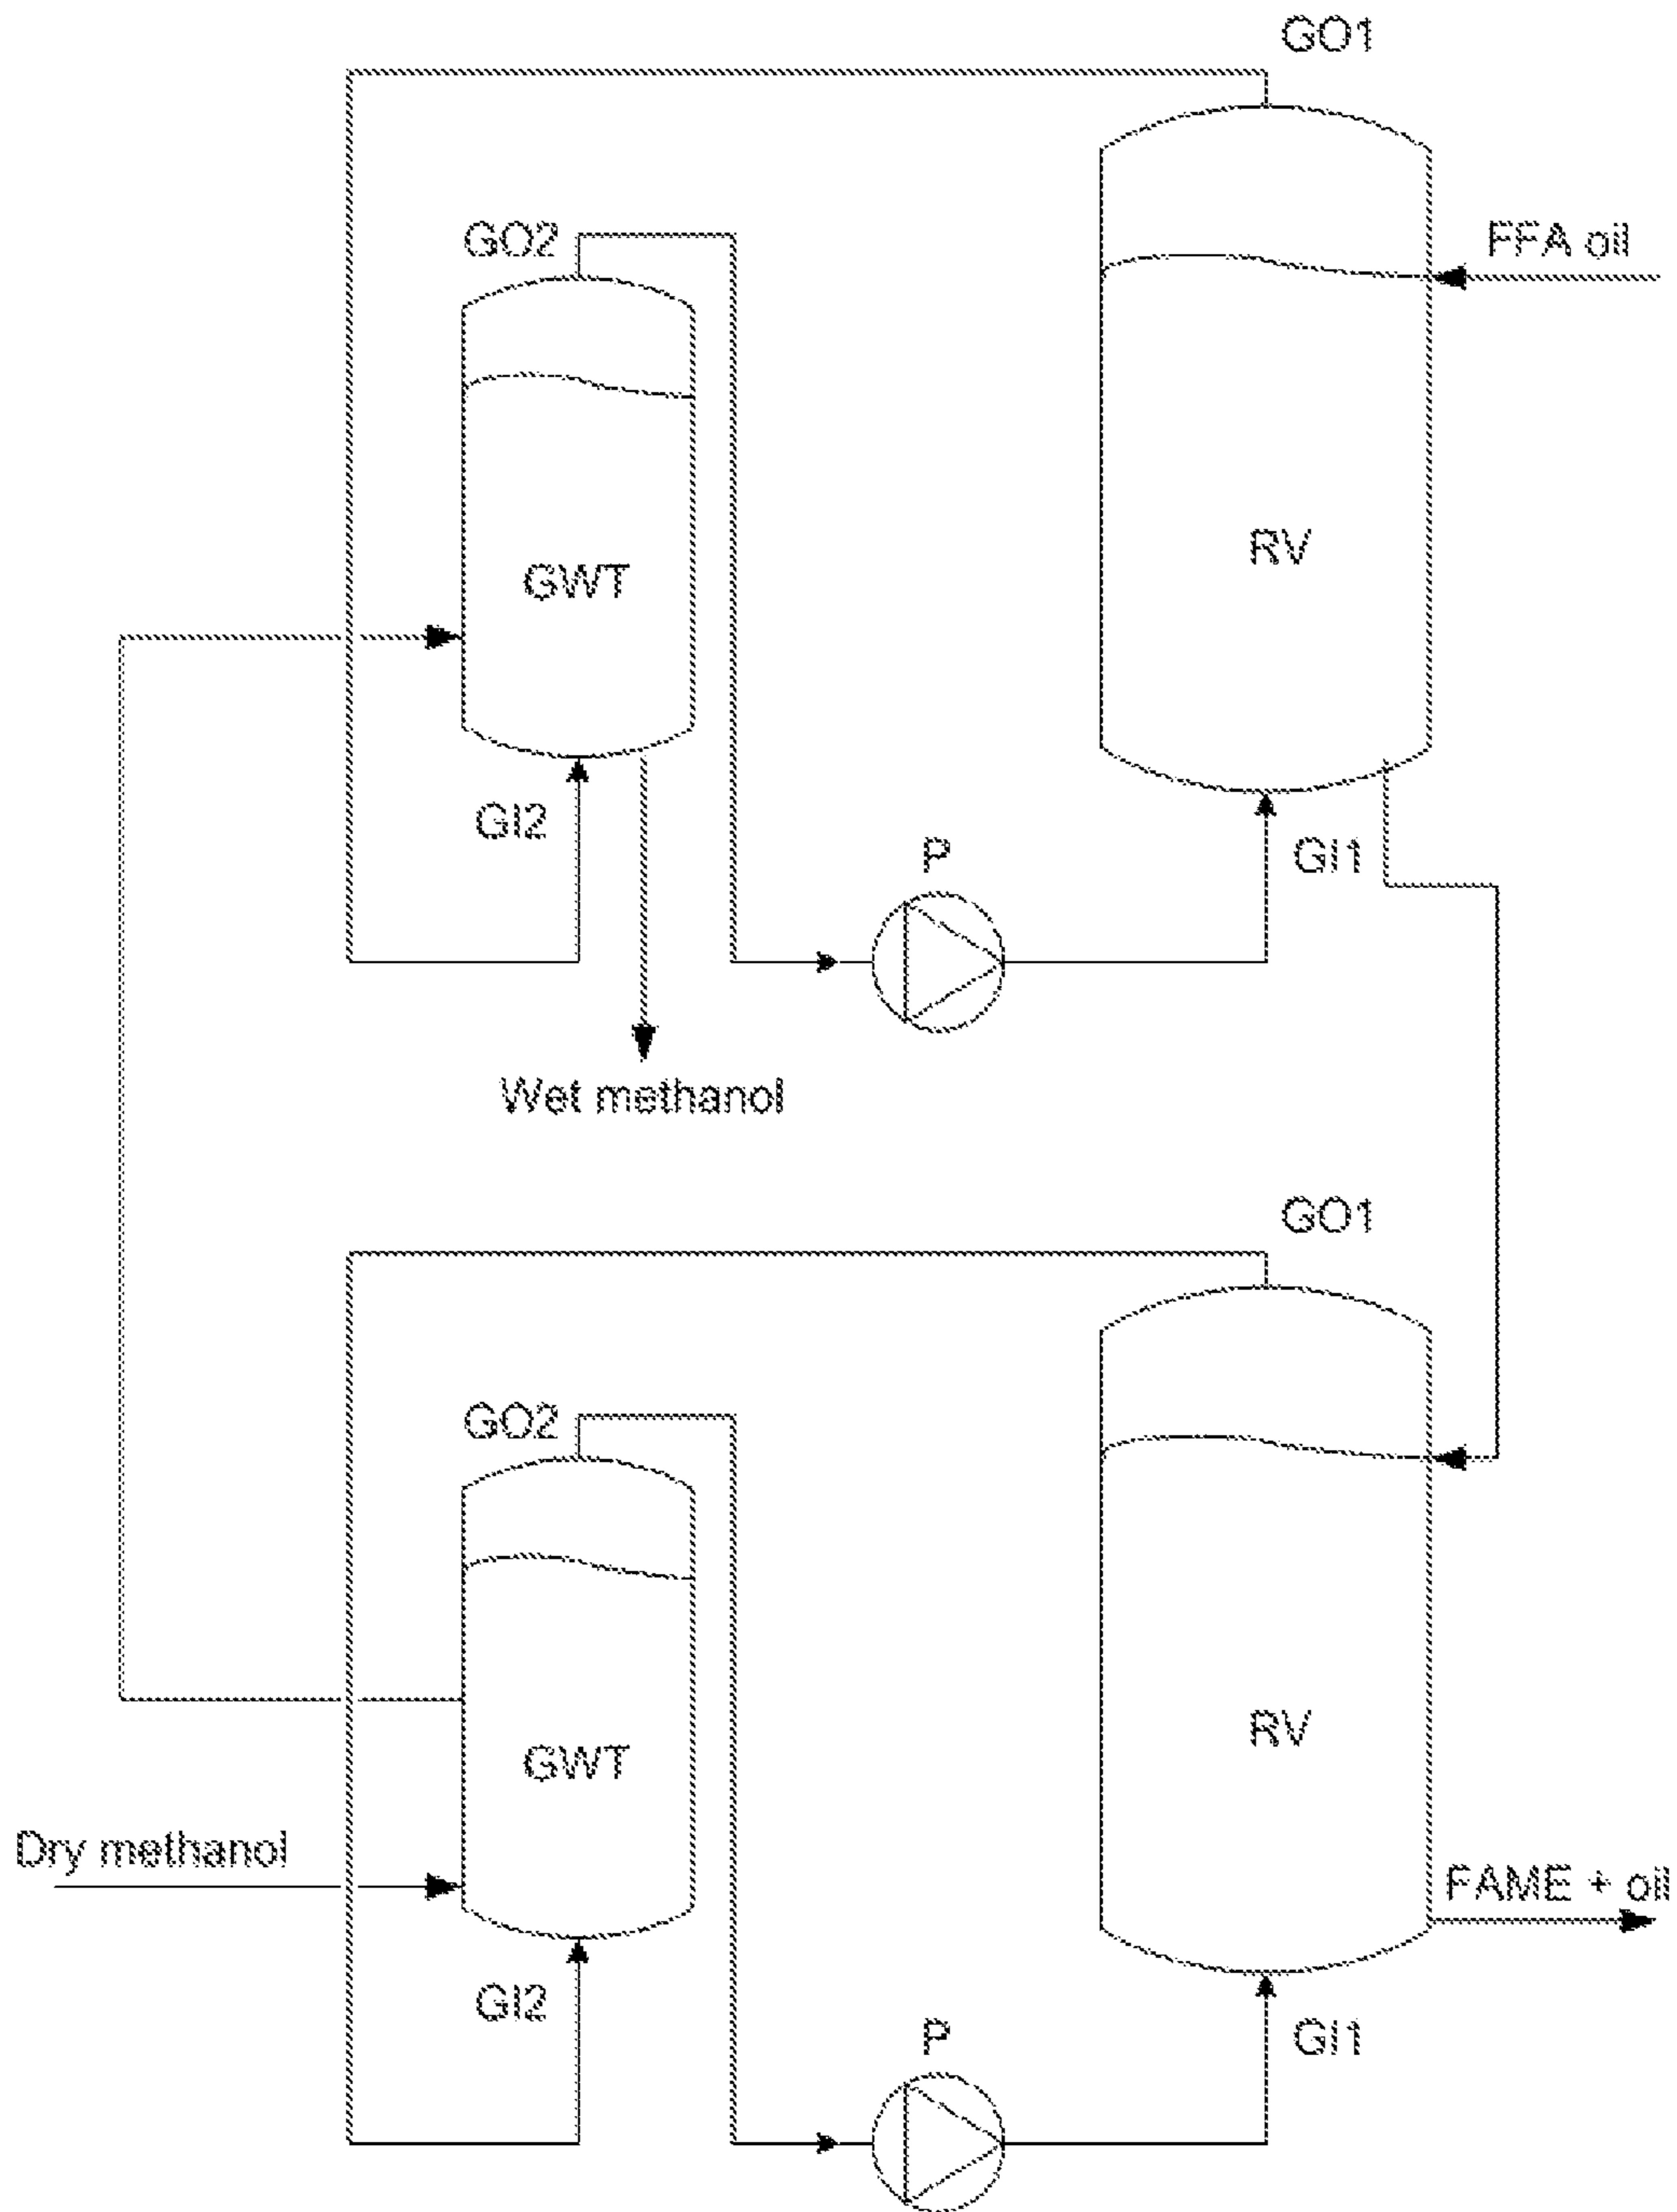 GO1
GO2
FFA oil
RV
GWT
GI2
P
GI1
Wet methanol
GO1
GO2
RV
GWT
Dry methanol
FAME + oil
GI2
P
GI1